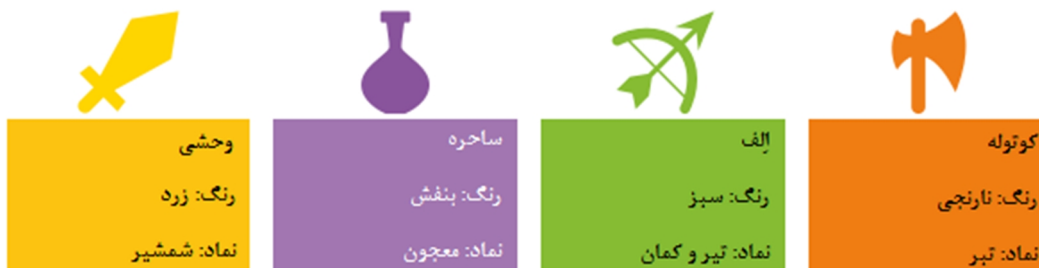 کوتوله
رنگ: نارنجی
نماد: تبر
اِلف
رنگ: سبز
نماد: تیر و کمان
ساحره
رنگ: بنفش
نماد: معجون
وحشی
رنگ: زرد
نماد: شمشیر